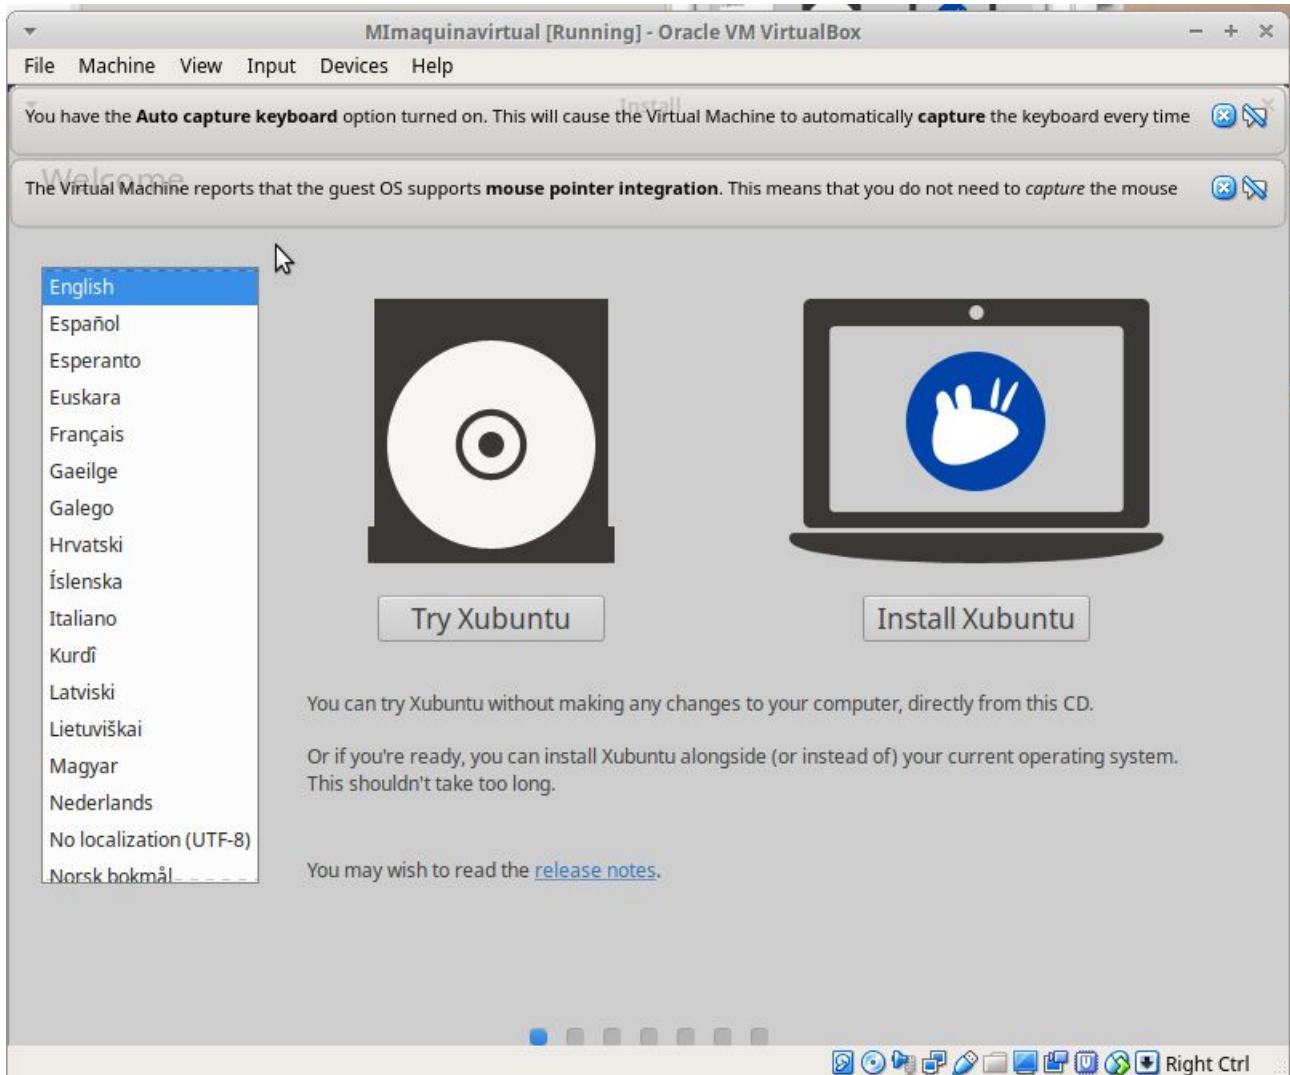 MImaquinavirtual [Running] - Oracle VM VirtualBox
File Machine View Input Devices Help
Install
You have the Auto capture keyboard option turned on. This will cause the Virtual Machine to automatically capture the keyboard every time
Welcome
The Virtual Machine reports that the guest OS supports mouse pointer integration. This means that you do not need to capture the mouse
English
Español
Esperanto
Euskara
Français
Gaeilge
Galego
Hrvatski
Íslenska
Italiano
Kurdî
Latviski
Lietuviškai
Magyar
Nederlands
No localization (UTF-8)
Norsk bokmål
Try Xubuntu
Install Xubuntu
You can try Xubuntu without making any changes to your computer, directly from this CD.
Or if you're ready, you can install Xubuntu alongside (or instead of) your current operating system.
This shouldn't take too long.
You may wish to read the release notes.
Right Ctrl